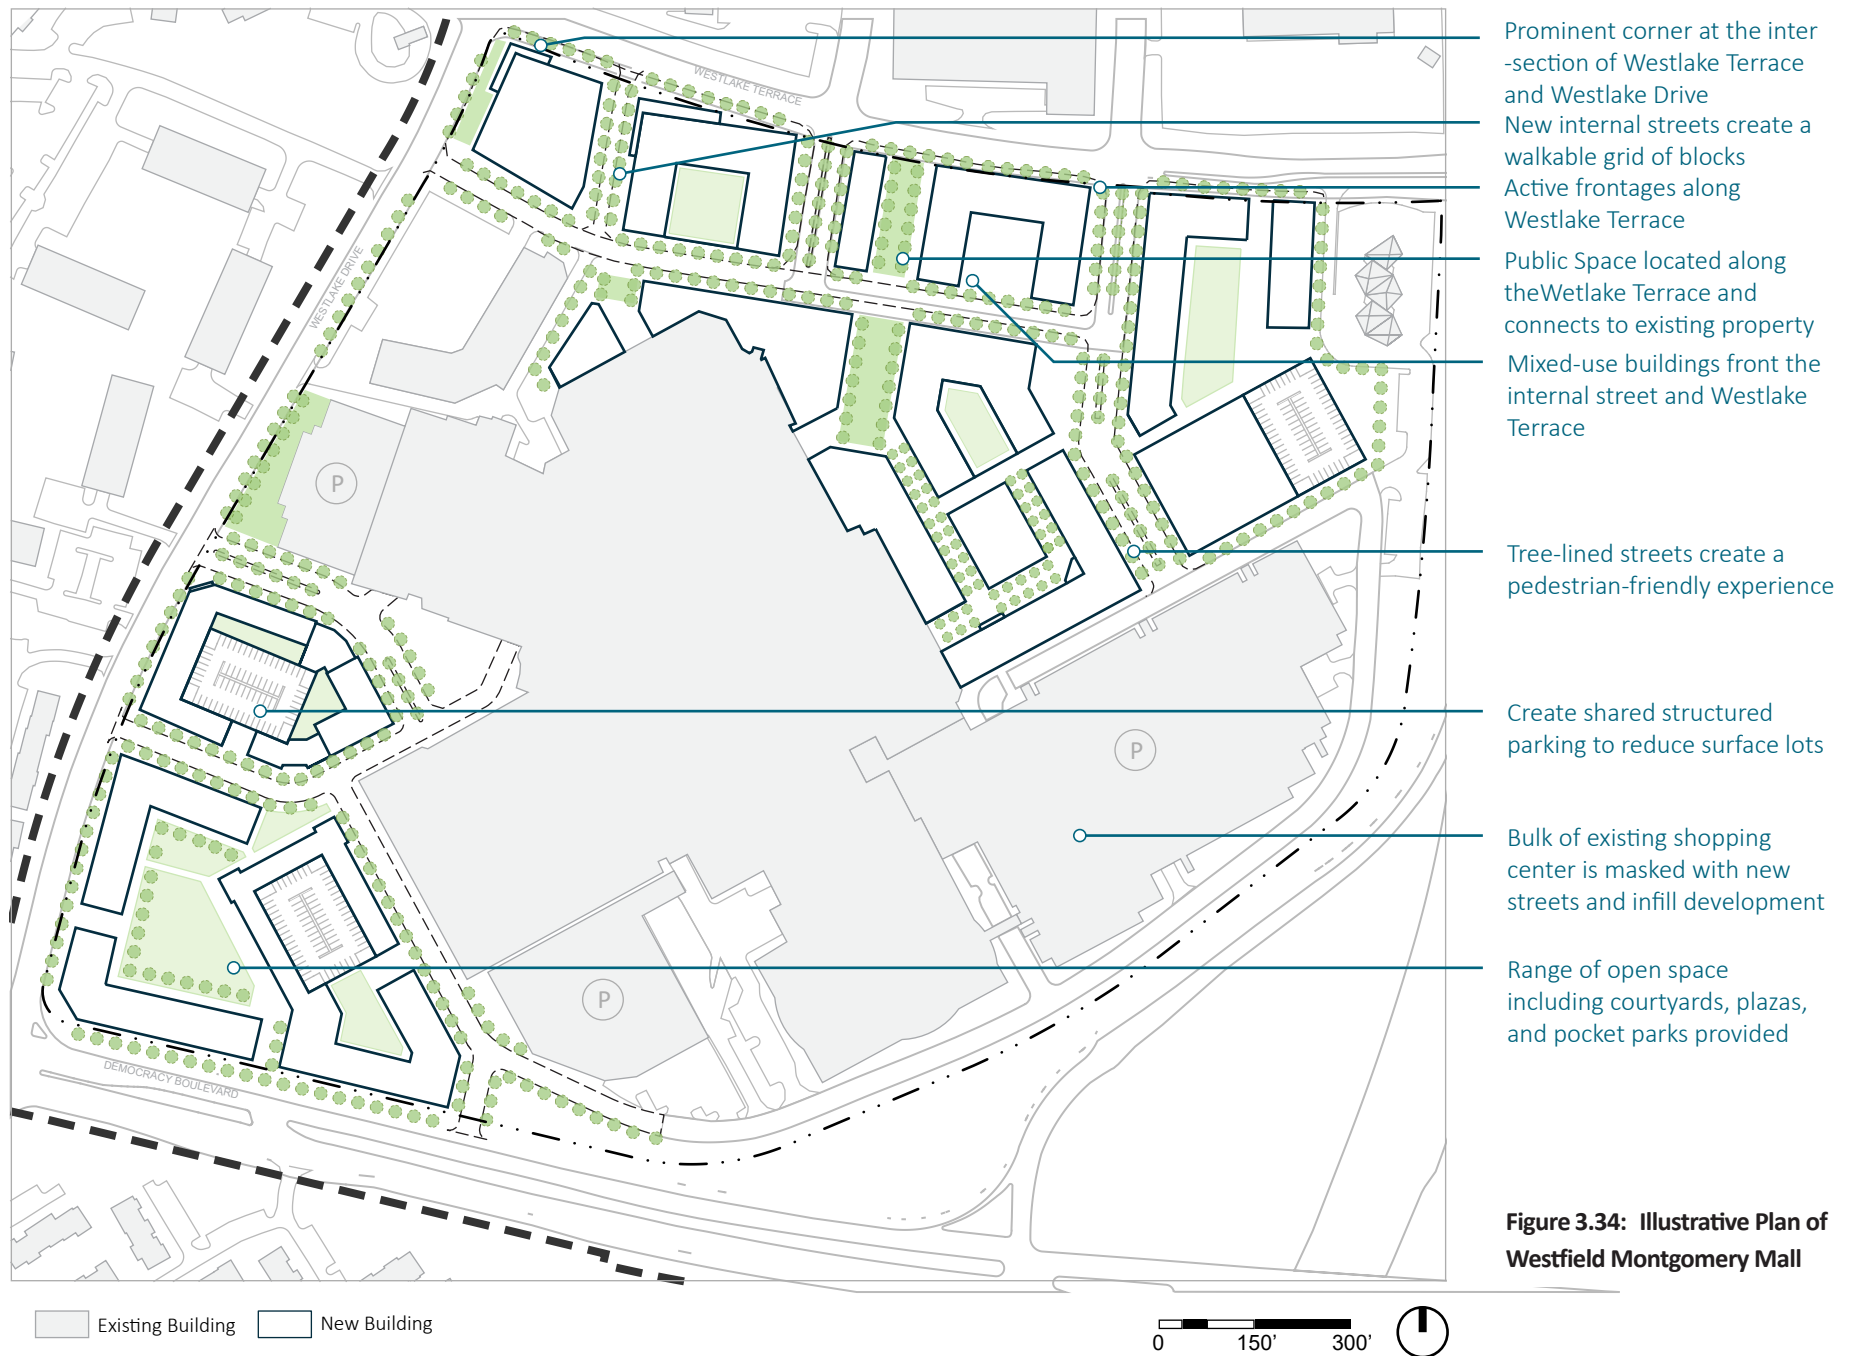 Prominent corner at the inter
-section of Westlake Terrace
and Westlake Drive
New internal streets create a
walkable grid of blocks
Active frontages along
Westlake Terrace
Public Space located along
theWetlake Terrace and
connects to existing property
Mixed-use buildings front the
internal street and Westlake
Terrace
Tree-lined streets create a
pedestrian-friendly experience
Create shared structured
parking to reduce surface lots
Bulk of existing shopping
center is masked with new
streets and infill development
Range of open space
including courtyards, plazas,
and pocket parks provided
WESTLAKE TERRACE
WESTLAKE DRIVE
P
P
P
DEMOCRACY BOULEVARD
Figure 3.34: Illustrative Plan of
Westfield Montgomery Mall
Existing Building
New Building
0 150’ 300’